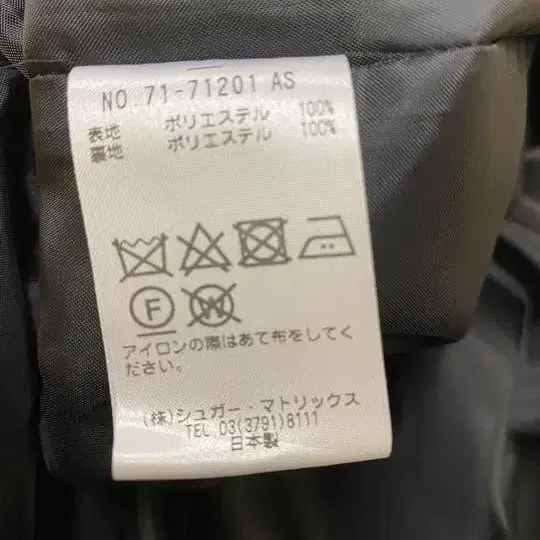 NO.71-71201 AS
表地 ポリエステル 100%
裏地 ポリエステル 100%
F W
アイロンの際はあて布をしてく
ださい。
(株)シュガー・マトリックス
TEL 03(3791)8111
日本製